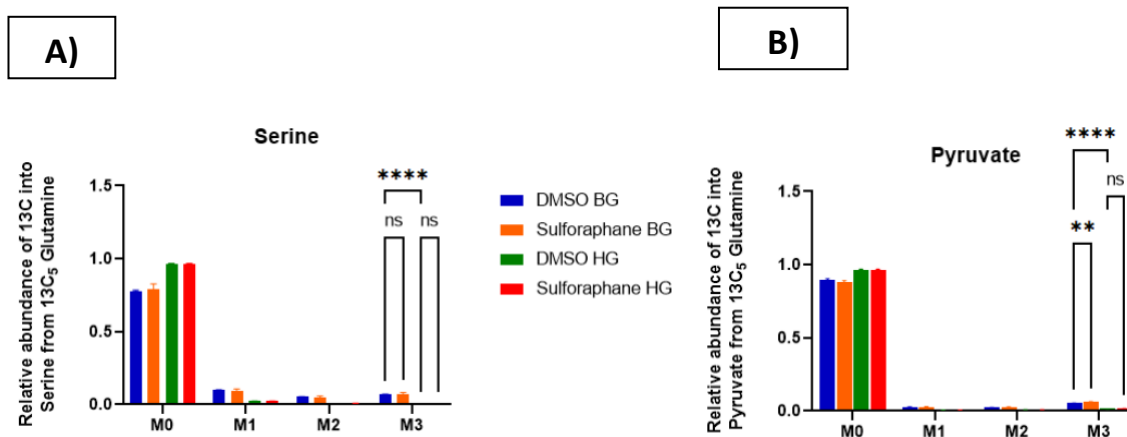 A)
B)
Serine
Relative abundance of 13C into
Serine from 13C5 Glutamine
1.5
1.0
0.5
0.0
M0 M1 M2 M3
****
ns ns
DMSO BG
Sulforaphane BG
DMSO HG
Sulforaphane HG
Pyruvate
Relative abundance of 13C into
Pyruvate from 13C5 Glutamine
1.5
1.0
0.5
0.0
M0 M1 M2 M3
****
ns
**